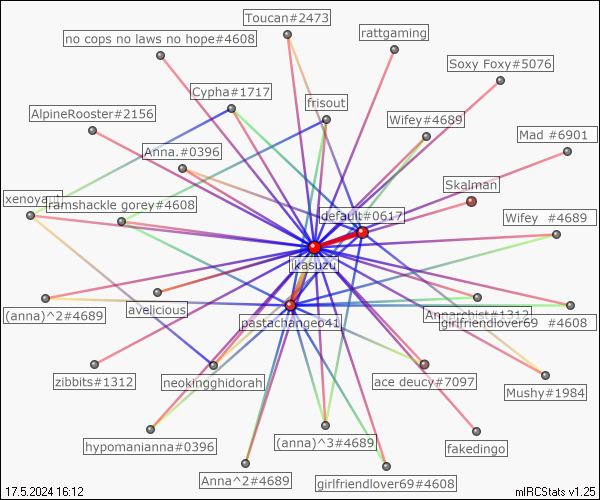 Toucan#2473
rattgaming
no cops no laws no hope#4608
Soxy Foxy#5076
Cypha#1717
frisout
AlpineRooster#2156
Wifey#4689
Mad #6901
Anna.#0396
Skalman
xenoya
ramshackle gorey#4608
default#0617
Wifey #4689
ikasuzu
(anna)^2#4689
avelicious
Annarchist#1312
pastachangeo41
girlfriendlover69 #4608
zibbits#1312
neokingghidorah
ace deucy#7097
Mushy#1984
hypomanianna#0396
(anna)^3#4689
fakedingo
Anna^2#4689
girlfriendlover69#4608
17.5.2024 16:12
mIRCStats v1.25